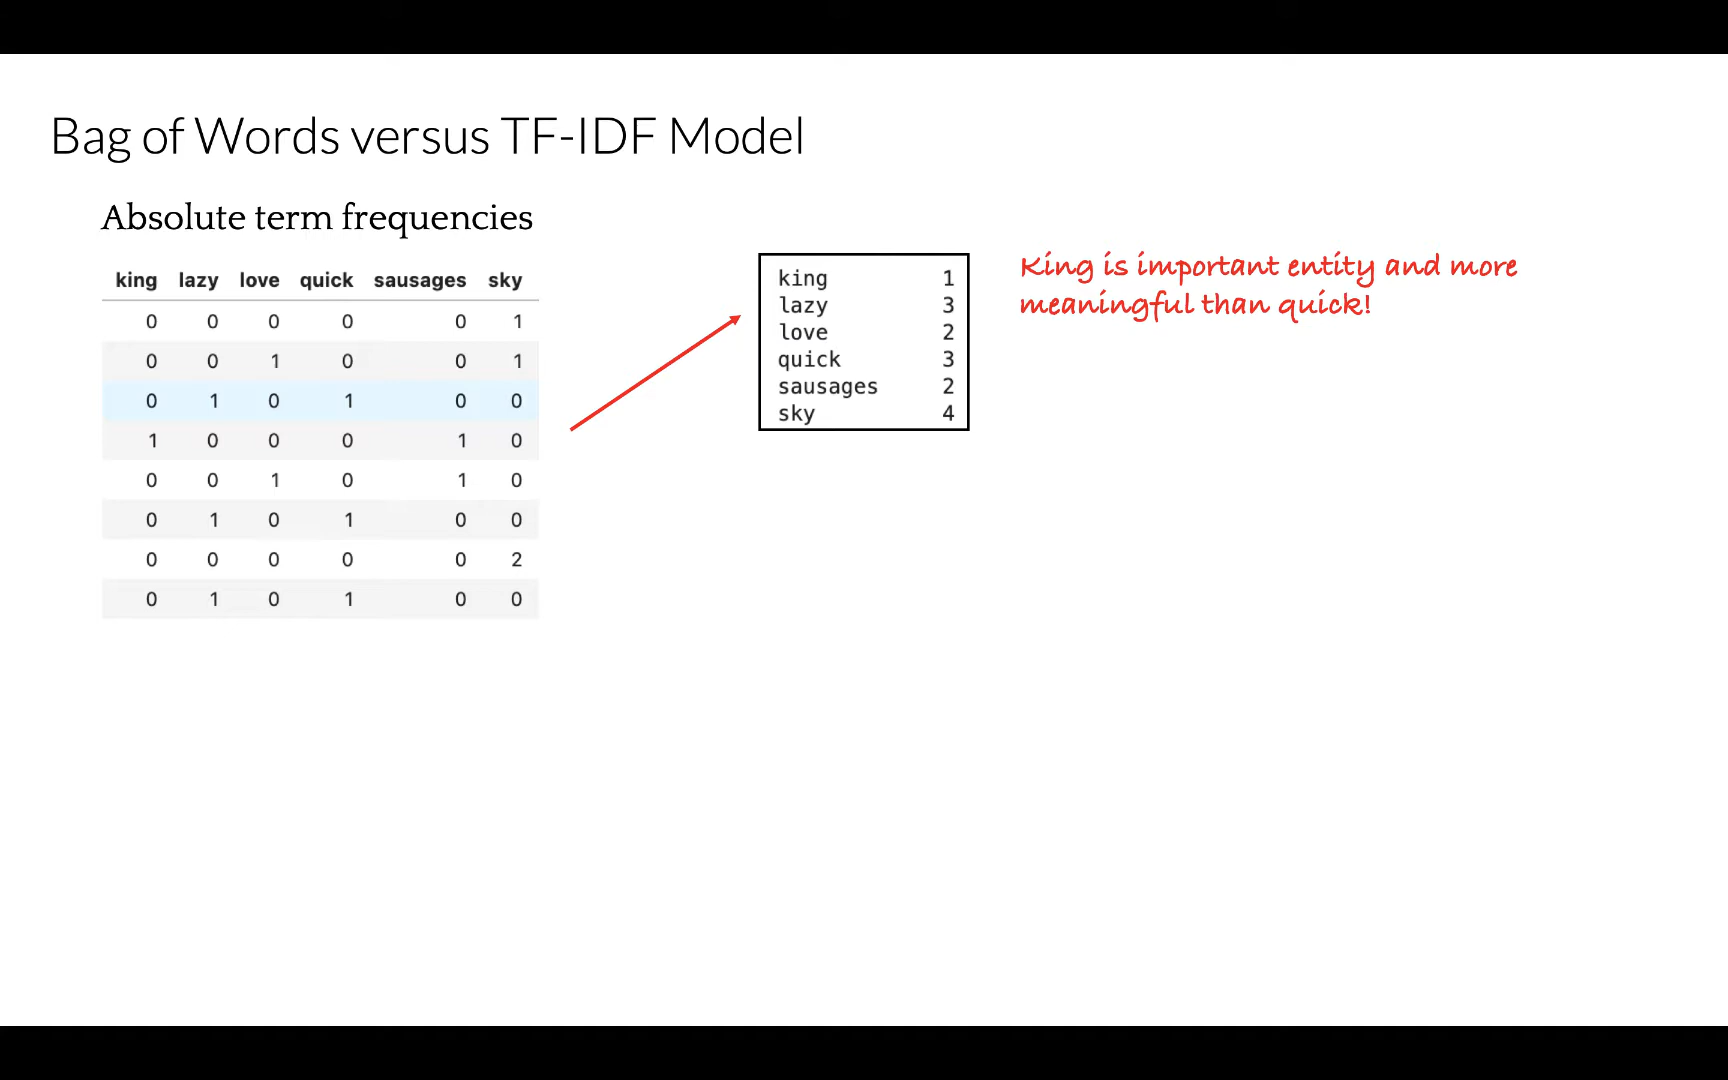 Bag of Words versus TF-IDF Model
Absolute term frequencies
king lazy love quick sausages sky
0 0 0 0 0 1
0 0 1 0 0 1
0 1 0 1 0 0
1 0 0 0 1 0
0 0 1 0 1 0
0 1 0 1 0 0
0 0 0 0 0 2
0 1 0 1 0 0
king 1
lazy 3
love 2
quick 3
sausages 2
sky 4
King is important entity and more
meaningful than quick!